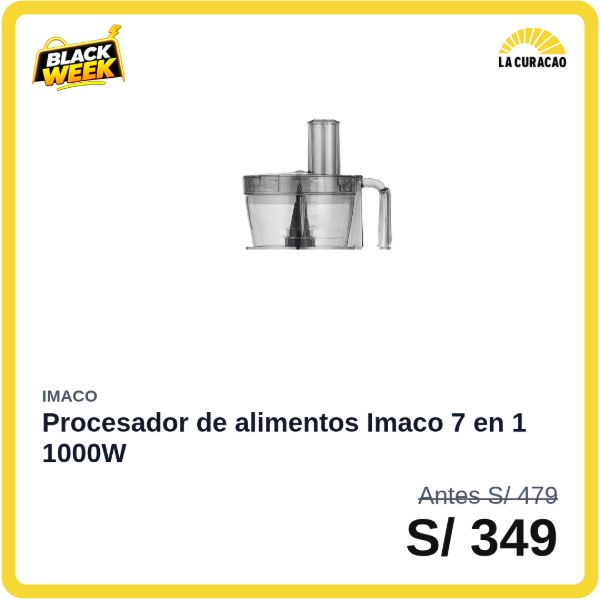 BLACK
WEEK
LA CURACAO
IMACO
Procesador de alimentos Imaco 7 en 1
1000W
Antes S/ 479
S/ 349